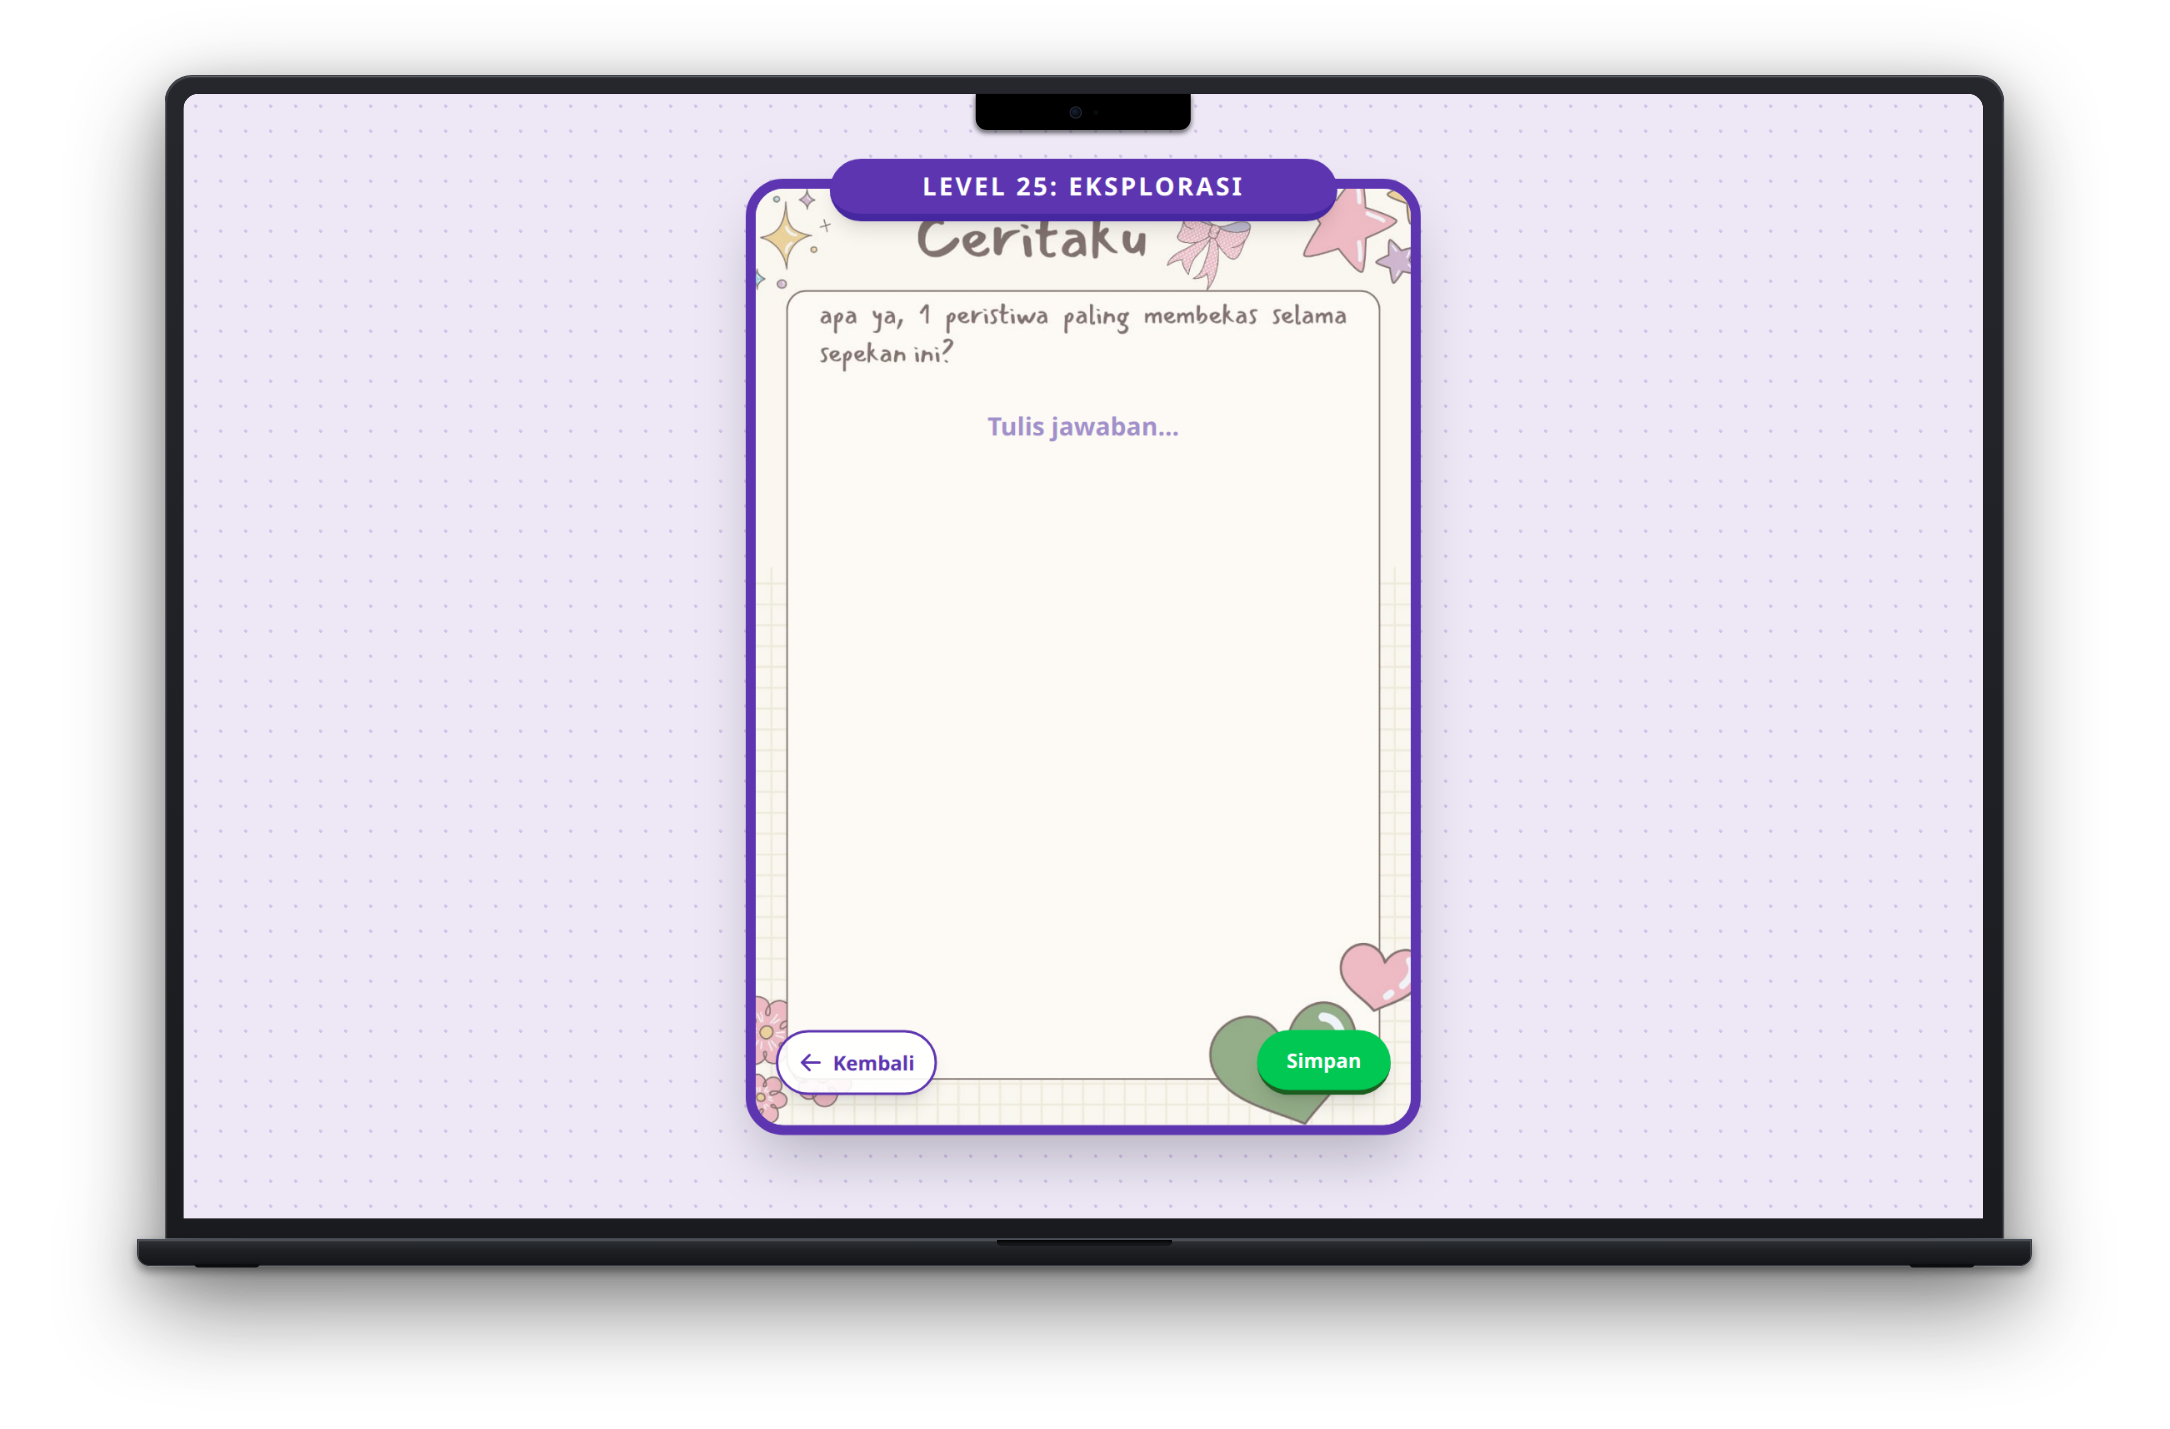 LEVEL 25: EKSPLORASI
Ceritaku
apa ya, 1 peristiwa paling membekas selama
sepekan ini?
Tulis jawaban...
← Kembali
Simpan